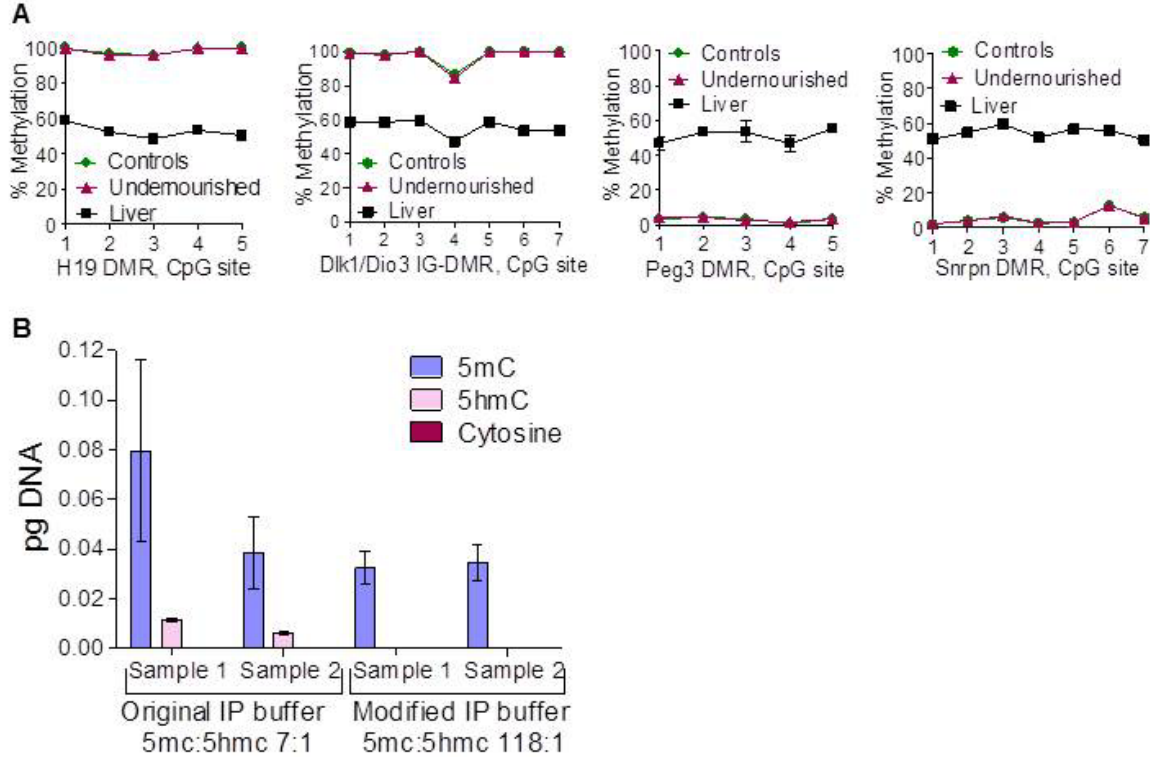 A
% Methylation
100
80
60
40
20
0
Controls
Undernourished
Liver
1 2 3 4 5
H19 DMR, CpG site
% Methylation
100
80
60
40
20
0
Controls
Undernourished
Liver
1 2 3 4 5 6 7
Dlk1/Dio3 IG-DMR, CpG site
% Methylation
100
80
60
40
20
0
Controls
Undernourished
Liver
1 2 3 4 5
Peg3 DMR, CpG site
% Methylation
100
80
60
40
20
0
Controls
Undernourished
Liver
1 2 3 4 5 6 7
Snrpn DMR, CpG site
B
pg DNA
0.12
0.10
0.08
0.06
0.04
0.02
0.00
5mC
5hmC
Cytosine
Sample 1 Sample 2 Sample 1 Sample 2
Original IP buffer
5mc:5hmc 7:1
Modified IP buffer
5mc:5hmc 118:1